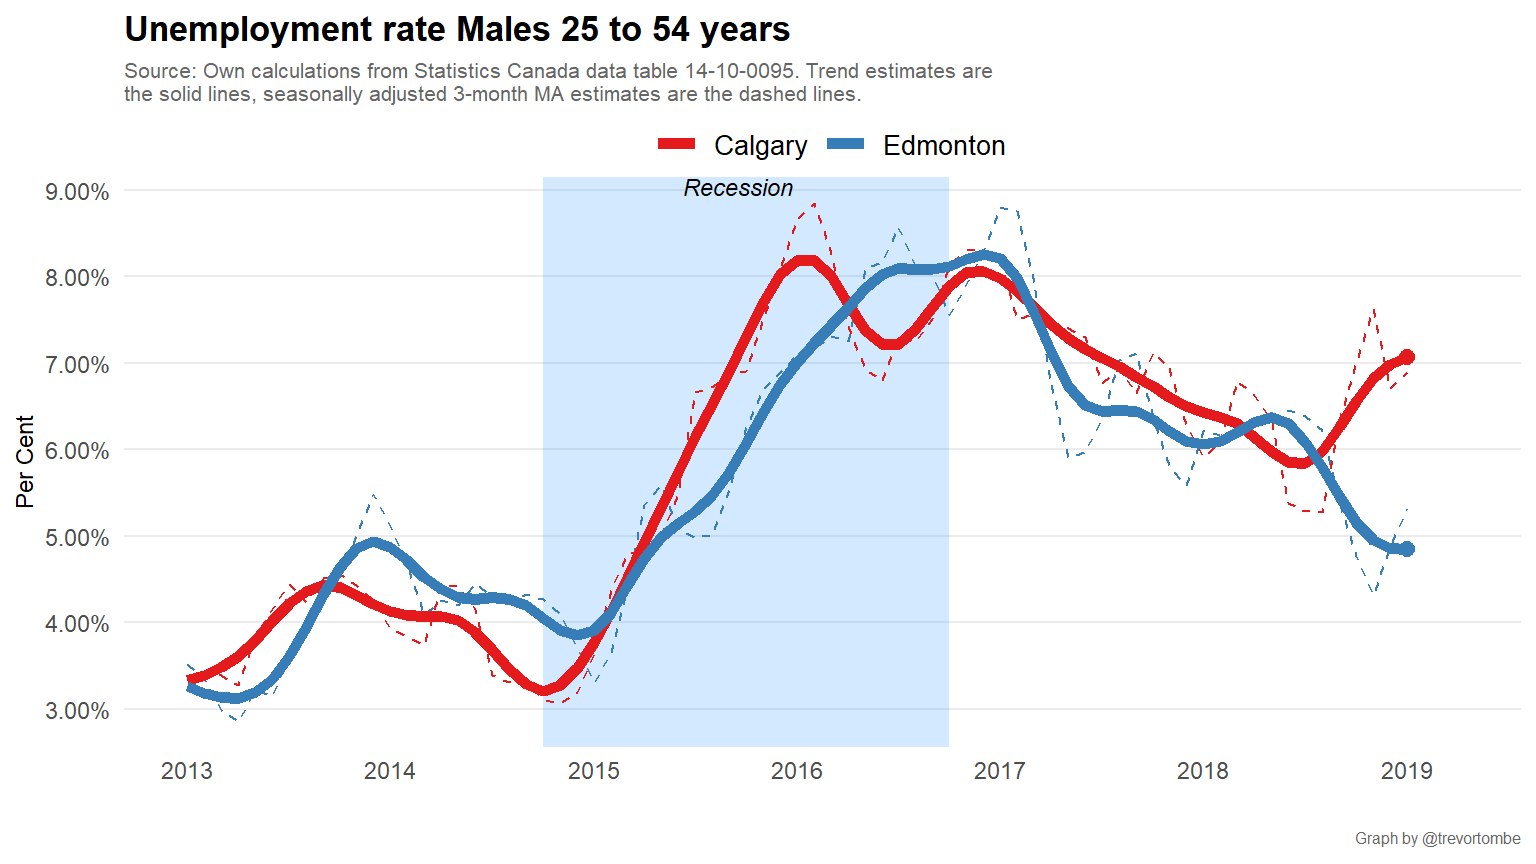 Unemployment rate Males 25 to 54 years
Source: Own calculations from Statistics Canada data table 14-10-0095. Trend estimates are
the solid lines, seasonally adjusted 3-month MA estimates are the dashed lines.
Calgary Edmonton
Recession
9.00%
8.00%
7.00%
6.00%
5.00%
4.00%
3.00%
Per Cent
2013 2014 2015 2016 2017 2018 2019
Graph by @trevortombe